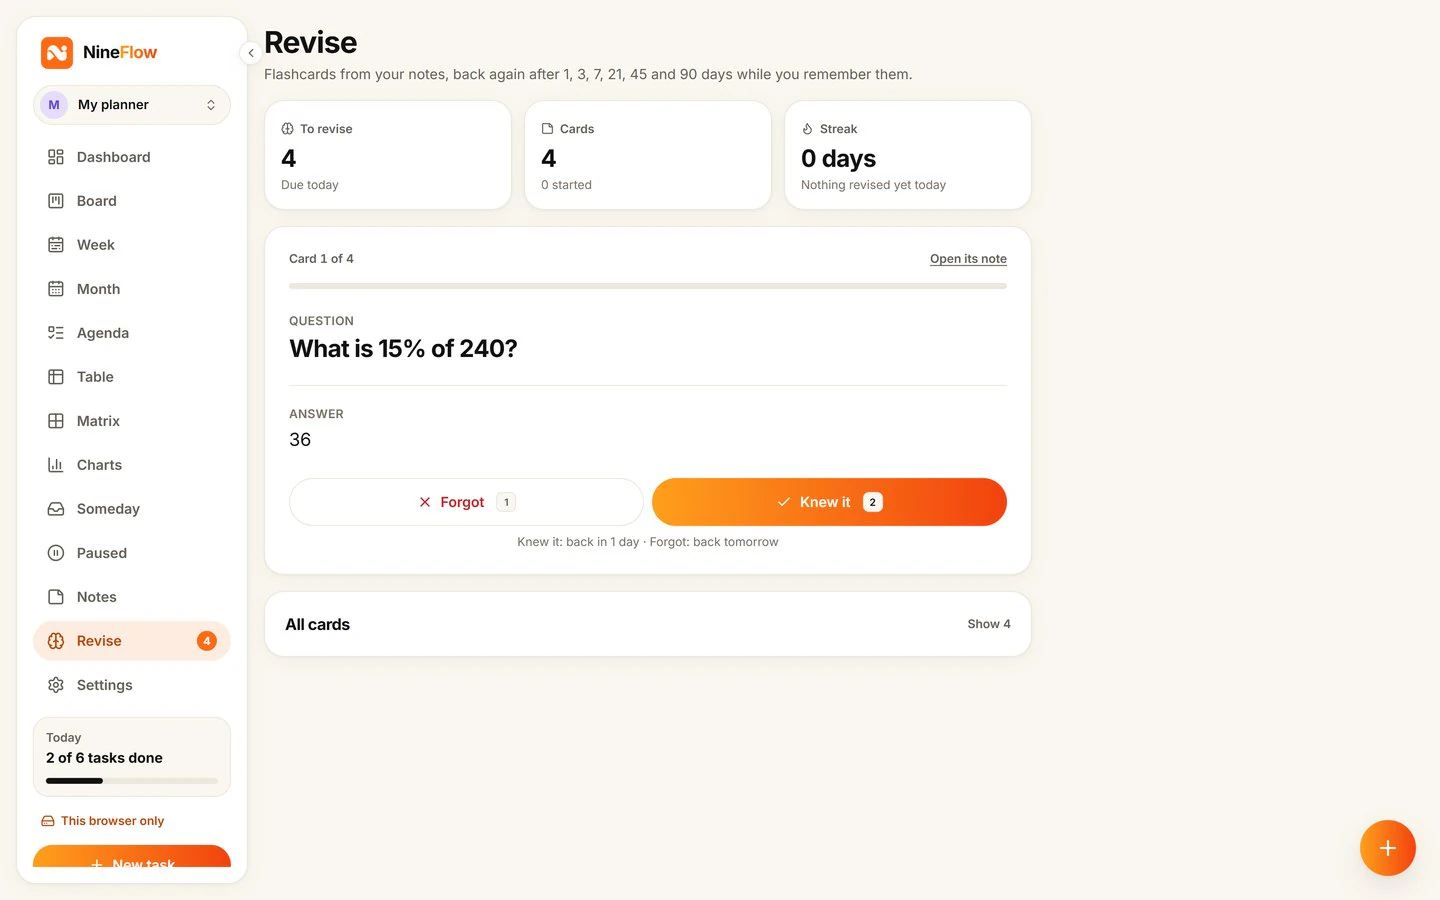 NineFlow
M My planner
Dashboard
Board
Week
Month
Agenda
Table
Matrix
Charts
Someday
Paused
Notes
Revise 4
Settings
Today
2 of 6 tasks done
This browser only
+ New task
Revise
Flashcards from your notes, back again after 1, 3, 7, 21, 45 and 90 days while you remember them.
To revise
4
Due today
Cards
4
0 started
Streak
0 days
Nothing revised yet today
Card 1 of 4
Open its note
QUESTION
What is 15% of 240?
ANSWER
36
Forgot 1
Knew it 2
Knew it: back in 1 day · Forgot: back tomorrow
All cards
Show 4